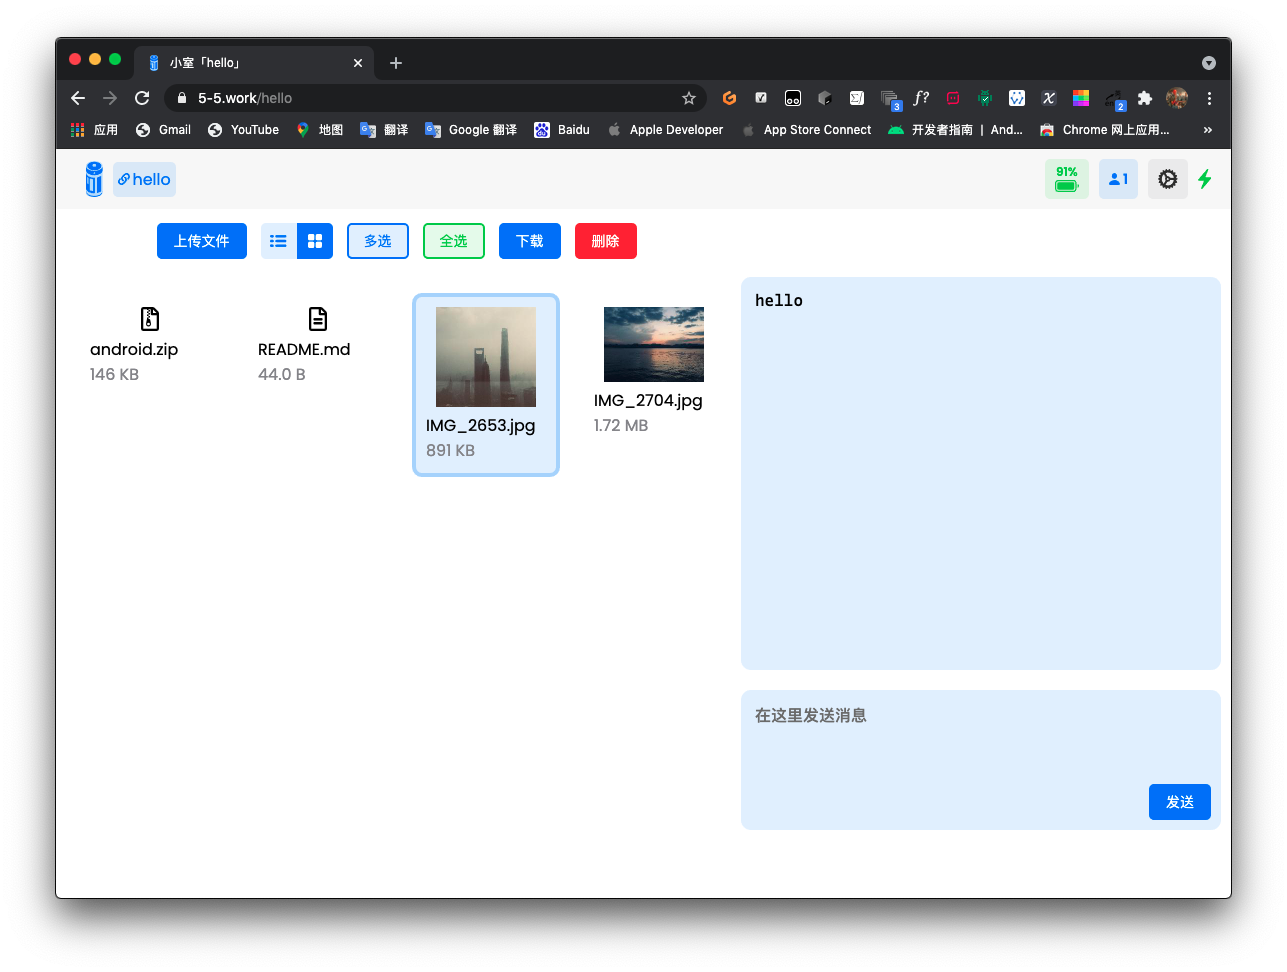 小室「hello」
5-5.work/hello
f?
3
2
应用
Gmail
YouTube
地图
翻译
Google 翻译
Baidu
Apple Developer
App Store Connect
开发者指南 | And...
Chrome 网上应用...
hello
91%
1
上传文件
多选
全选
下载
删除
android.zip
146 KB
README.md
44.0 B
IMG_2653.jpg
891 KB
IMG_2704.jpg
1.72 MB
hello
在这里发送消息
发送